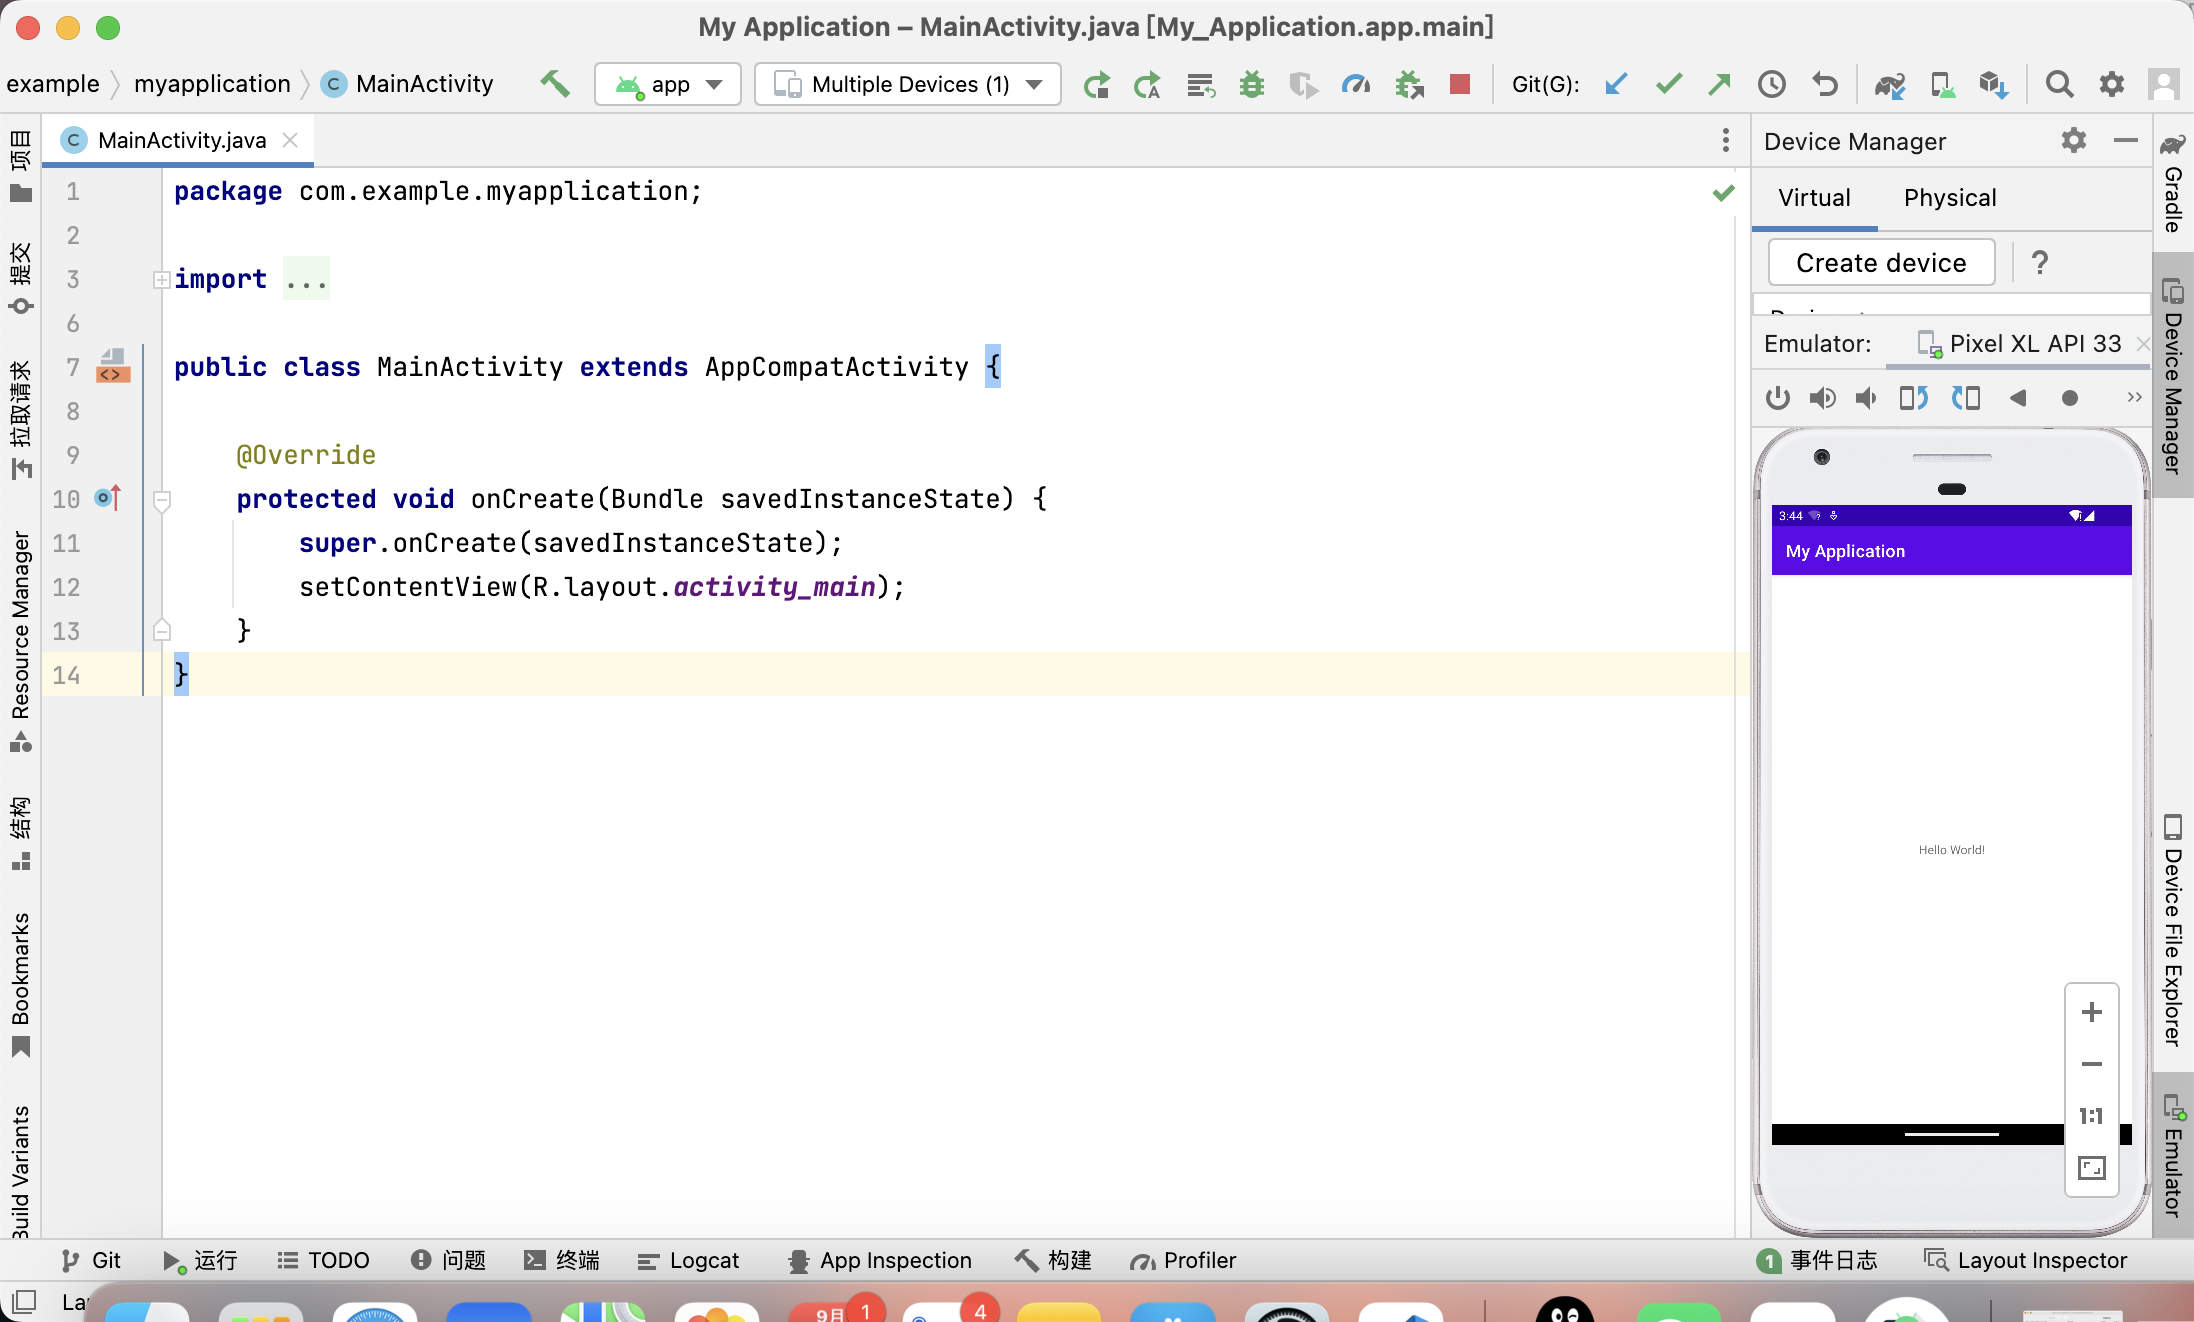 My Application – MainActivity.java [My_Application.app.main]
example myapplication C MainActivity app Multiple Devices (1) Git(G):
C MainActivity.java
项目
提交
拉取请求
Resource Manager
结构
Bookmarks
Build Variants
1 package com.example.myapplication;
2
3 import ...
6
7 public class MainActivity extends AppCompatActivity {
8
9 @Override
10 protected void onCreate(Bundle savedInstanceState) {
11 super.onCreate(savedInstanceState);
12 setContentView(R.layout.activity_main);
13 }
14 }
Device Manager
Virtual Physical
Create device ?
Emulator: Pixel XL API 33
3:44
My Application
Hello World!
1:1
Gradle
Device Manager
Device File Explorer
Emulator
Git 运行 TODO 问题 终端 Logcat App Inspection 构建 Profiler 1 事件日志 Layout Inspector
9月 1 4